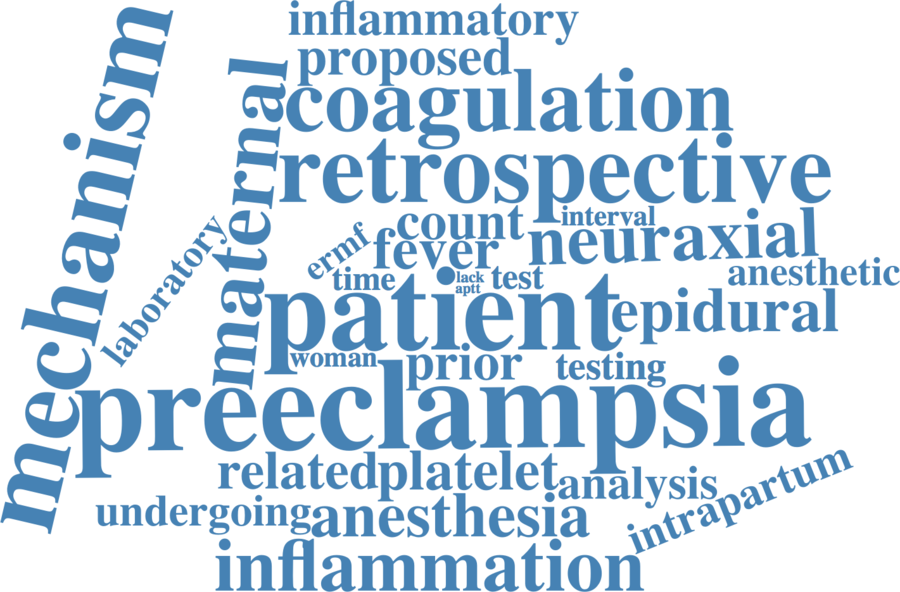 inflammatory
proposed
coagulation
mechanism
maternal
retrospective
count
interval
neuraxial
laboratory
ermf
fever
time
lack
test
aptt
anesthetic
patient
epidural
woman
prior
testing
preeclampsia
related
platelet
analysis
undergoing
anesthesia
intrapartum
inflammation